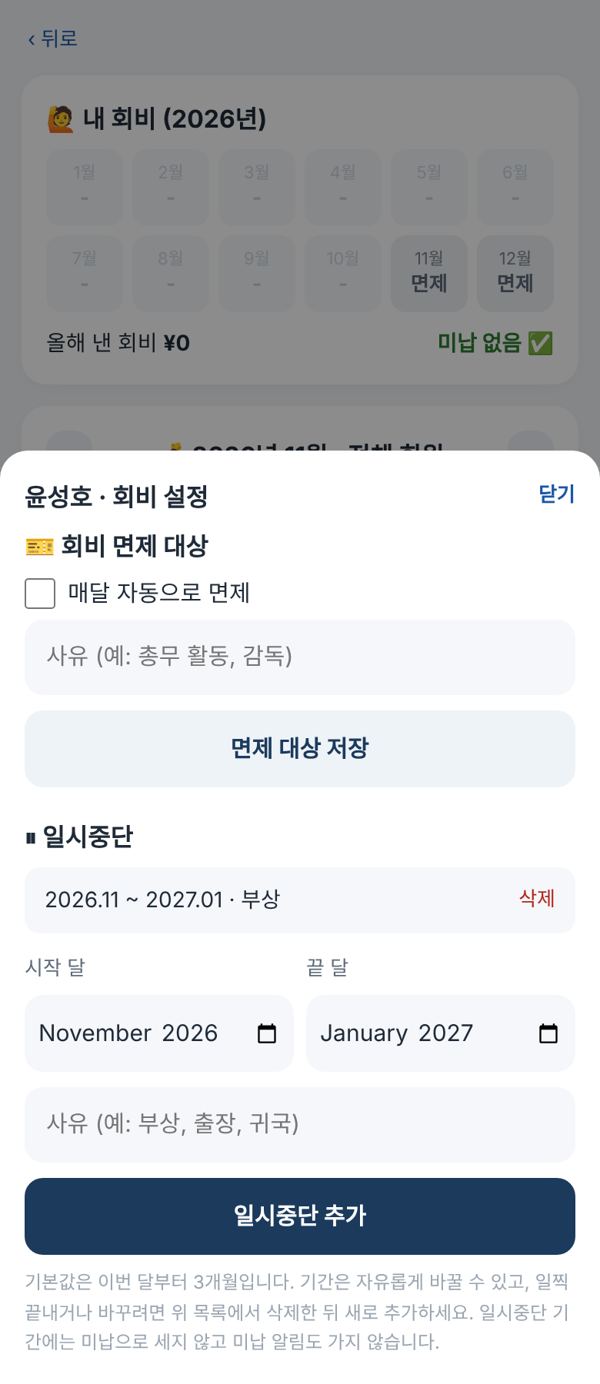 ‹ 뒤로
🙋 내 회비 (2026년)
1월 2월 3월 4월 5월 6월
- - - - - -
7월 8월 9월 10월 11월 12월
- - - - 면제 면제
올해 낸 회비 ¥0 미납 없음 ✅
윤성호 · 회비 설정 닫기
🎫 회비 면제 대상
매달 자동으로 면제
사유 (예: 총무 활동, 감독)
면제 대상 저장
⏸ 일시중단
2026.11 ~ 2027.01 · 부상 삭제
시작 달 끝 달
November 2026 January 2027
사유 (예: 부상, 출장, 귀국)
일시중단 추가
기본값은 이번 달부터 3개월입니다. 기간은 자유롭게 바꿀 수 있고, 일찍
끝내거나 바꾸려면 위 목록에서 삭제한 뒤 새로 추가하세요. 일시중단 기
간에는 미납으로 세지 않고 미납 알림도 가지 않습니다.